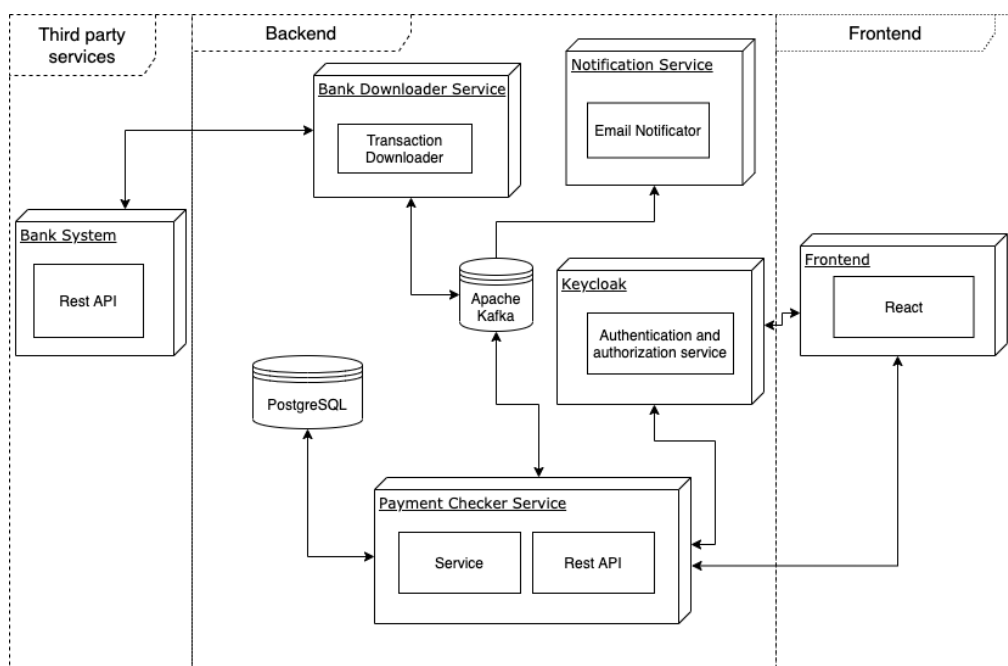 Third party
services
Backend
Frontend
Bank Downloader Service
Transaction
Downloader
Notification Service
Email Notificator
Bank System
Rest API
Apache
Kafka
Keycloak
Authentication and
authorization service
Frontend
React
PostgreSQL
Payment Checker Service
Service
Rest API